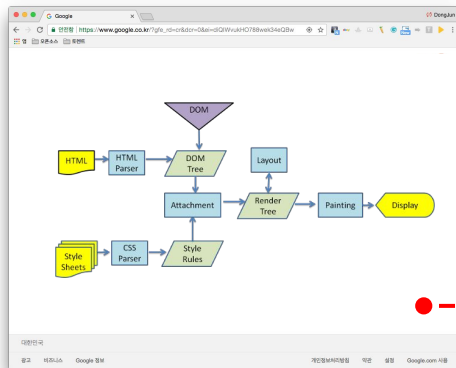 Google
DongJun
안전함 https://www.google.co.kr/?gfe_rd=cr&dcr=0&ei=
앱 오픈소스 토렌트
DOM
HTML
HTML
Parser
DOM
Tree
Layout
Attachment
Render
Tree
Painting
Display
Style
Sheets
CSS
Parser
Style
Rules
대한민국
광고 비즈니스 Google 정보 개인정보처리방침 약관 설정 Google.com 사용